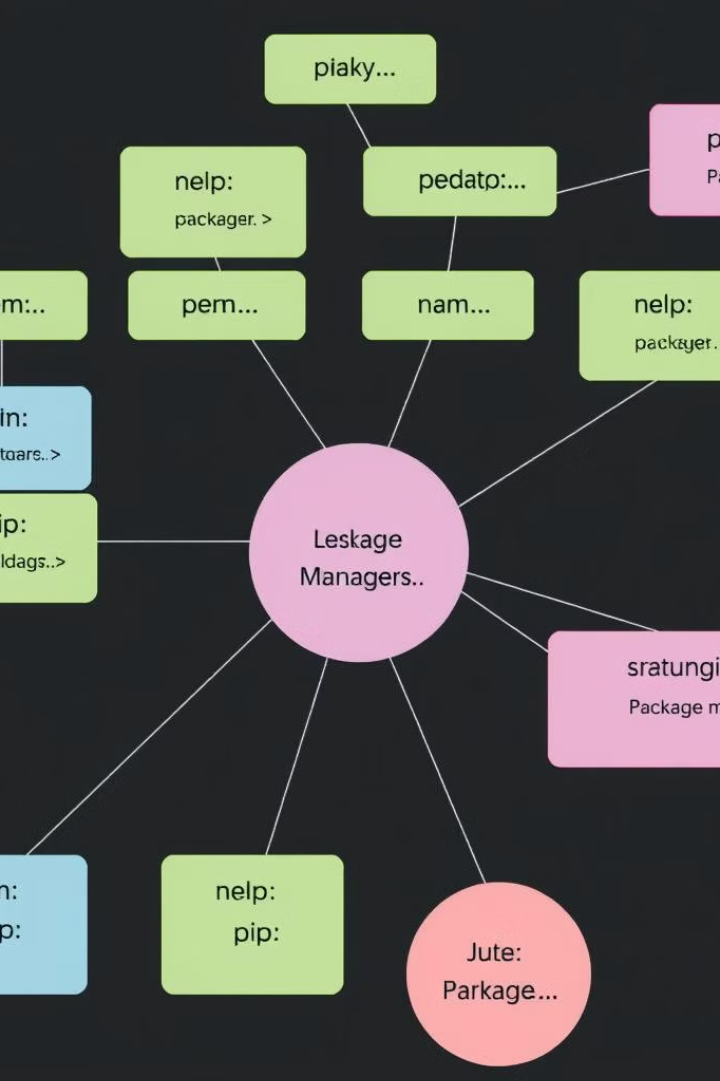 piaky...
p
Pa
nelp:
packager. >
pedatp:...
m:..
pem...
nam...
nelp:
packager.
in:
toars..>
ip:
ldags..>
Leskage
Managers..
sratungi
Package m
n:
p:
nelp:
pip:
Jute:
Parkage...